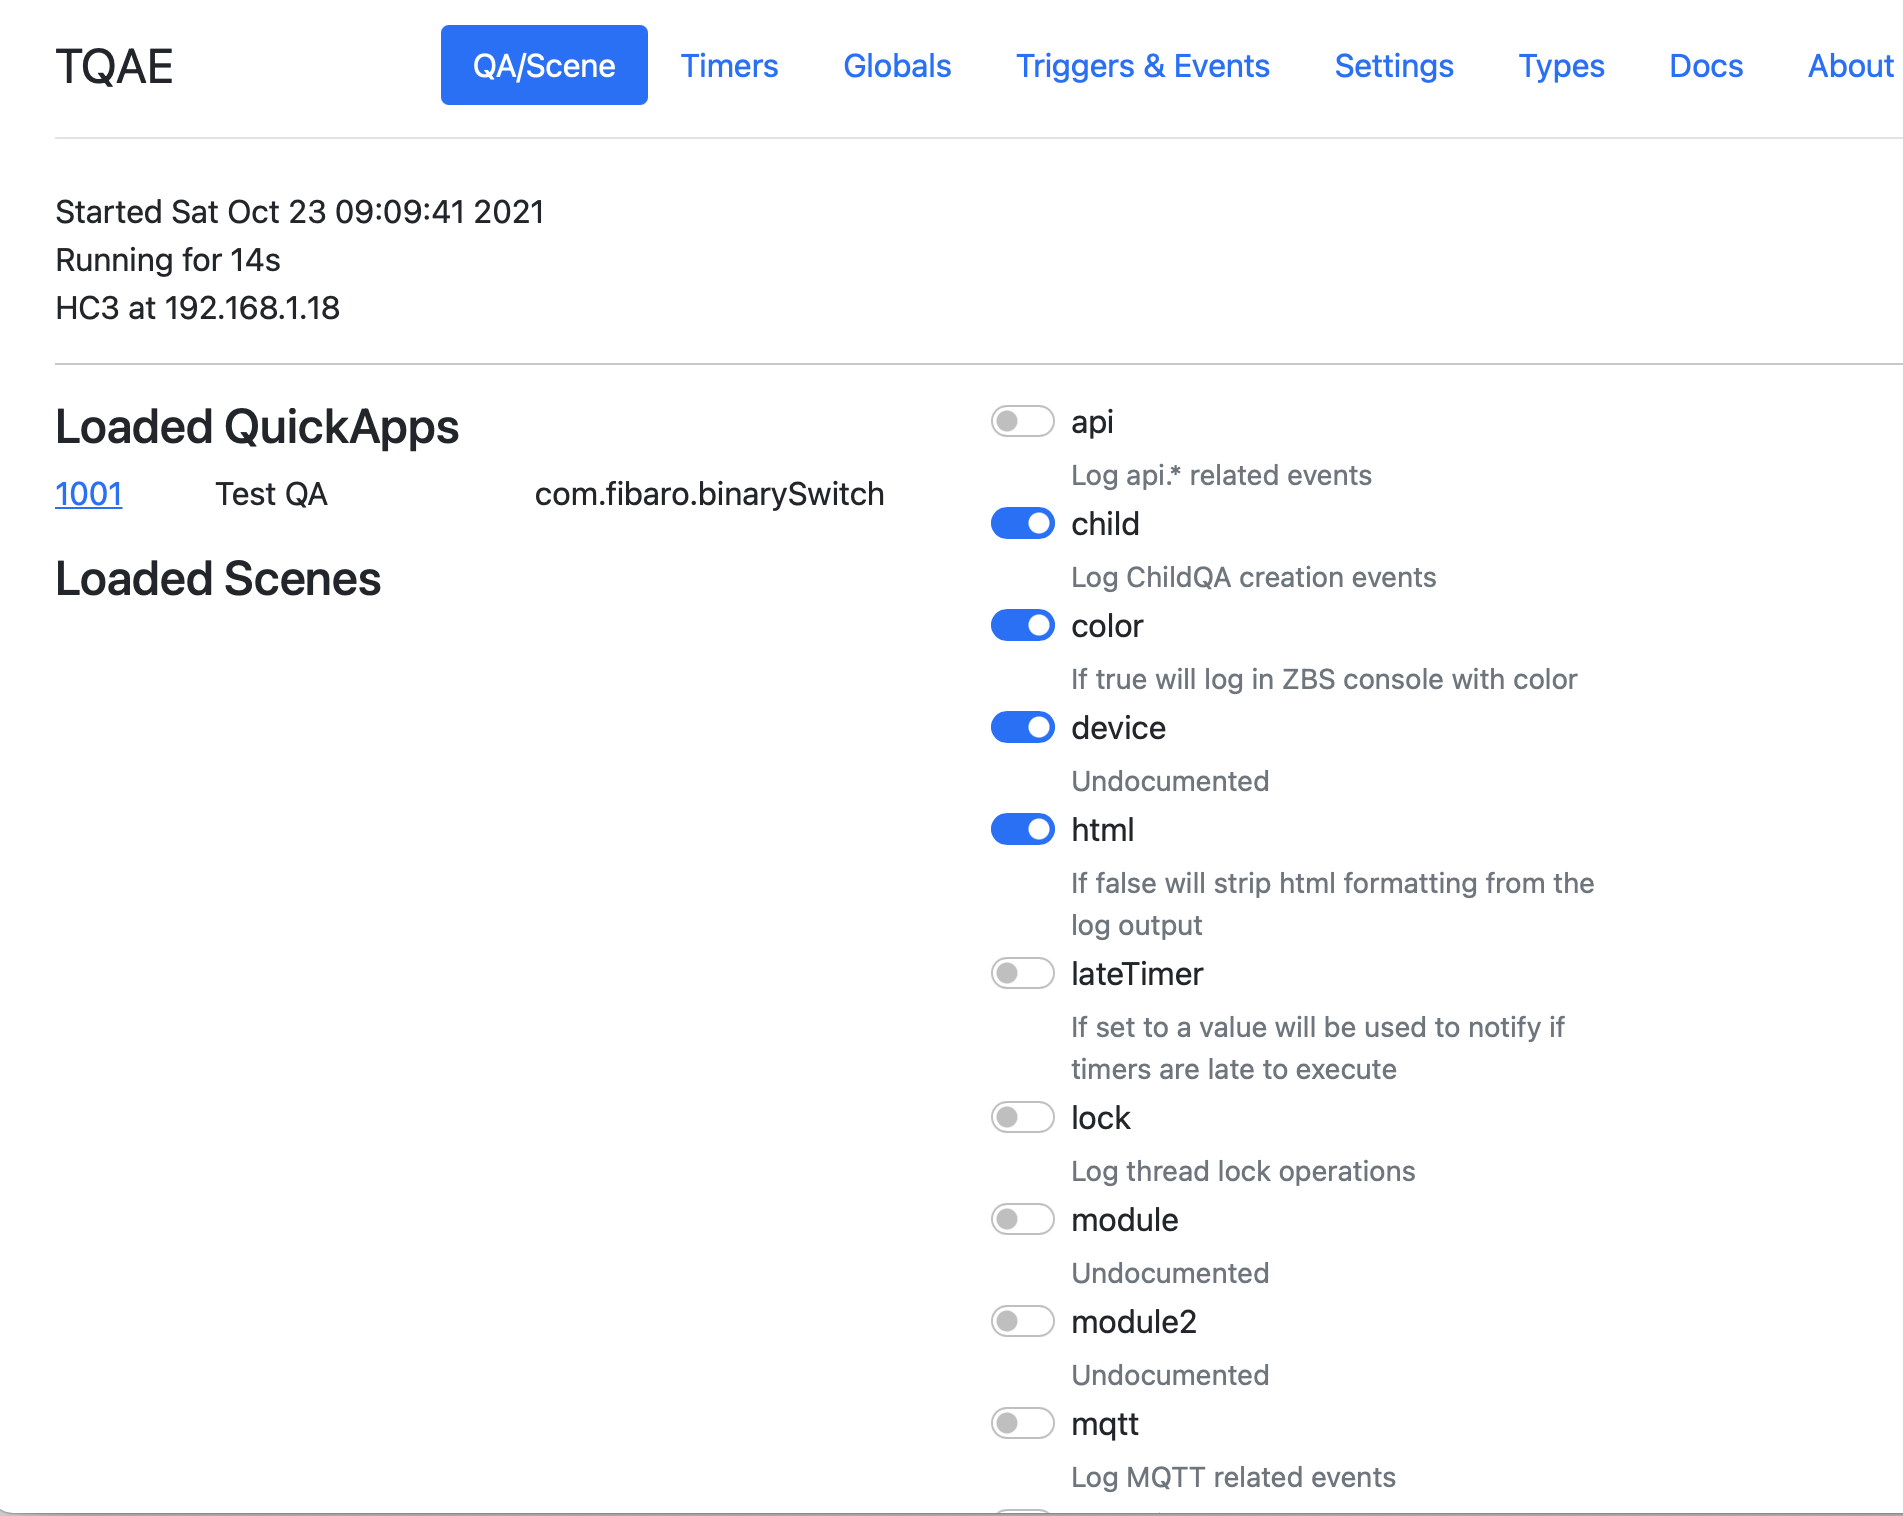 TQAE
QA/Scene
Timers
Globals
Triggers & Events
Settings
Types
Docs
About
Started Sat Oct 23 09:09:41 2021
Running for 14s
HC3 at 192.168.1.18
Loaded QuickApps
1001 Test QA com.fibaro.binarySwitch
Loaded Scenes
api
Log api.* related events
child
Log ChildQA creation events
color
If true will log in ZBS console with color
device
Undocumented
html
If false will strip html formatting from the
log output
lateTimer
If set to a value will be used to notify if
timers are late to execute
lock
Log thread lock operations
module
Undocumented
module2
Undocumented
mqtt
Log MQTT related events